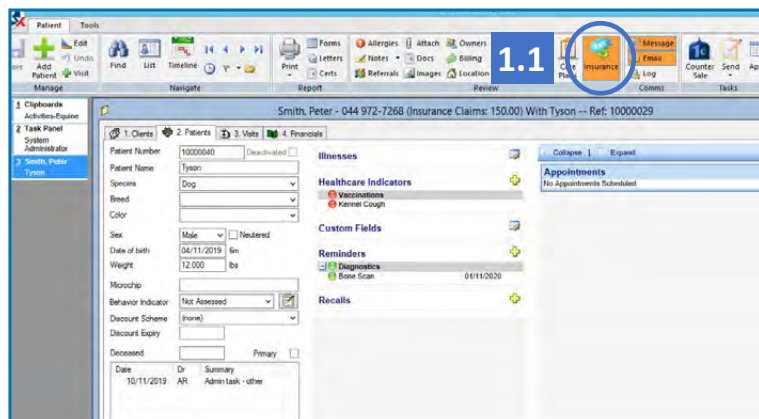 Patient Tools
Edit
Undo
Add Patient
Visit
Manage
Find
List
Timeline
Navigate
Print
Forms
Letters
Certs
Report
Allergies Attach Owners
Notes Docs Billing
Referrals Images Location
Review
1.1
Insurance
Message
Email
Log
Comms
Counter Sale
Send
Tasks
1 Clipboards
Activities-Equine
2 Task Panel
System Administrator
3 Smith, Peter
Tyson
Smith, Peter - 044 972-7268 (Insurance Claims: 150.00) With Tyson -- Ref: 10000029
1. Clients 2. Patients 3. Visits 4. Financials
Patient Number 10000040 Deactivated
Patient Name Tyson
Species Dog
Breed
Color
Sex Male Neutered
Date of birth 04/11/2019 6m
Weight 12.000 lbs
Microchip
Behavior Indicator Not Assessed
Discount Scheme (none)
Discount Expiry
Deceased Primary
Date Dr Summary
10/11/2019 AR Admin task - other
Illnesses
Healthcare Indicators
Vaccinations
Kennel Cough
Custom Fields
Reminders
Diagnostics
Bone Scan 01/11/2020
Recalls
Collapse | Expand
Appointments
No Appointments Scheduled